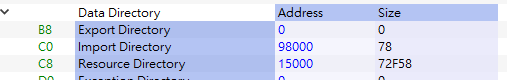 Data Directory Address Size
B8 Export Directory 0 0
C0 Import Directory 98000 78
C8 Resource Directory 15000 72F58